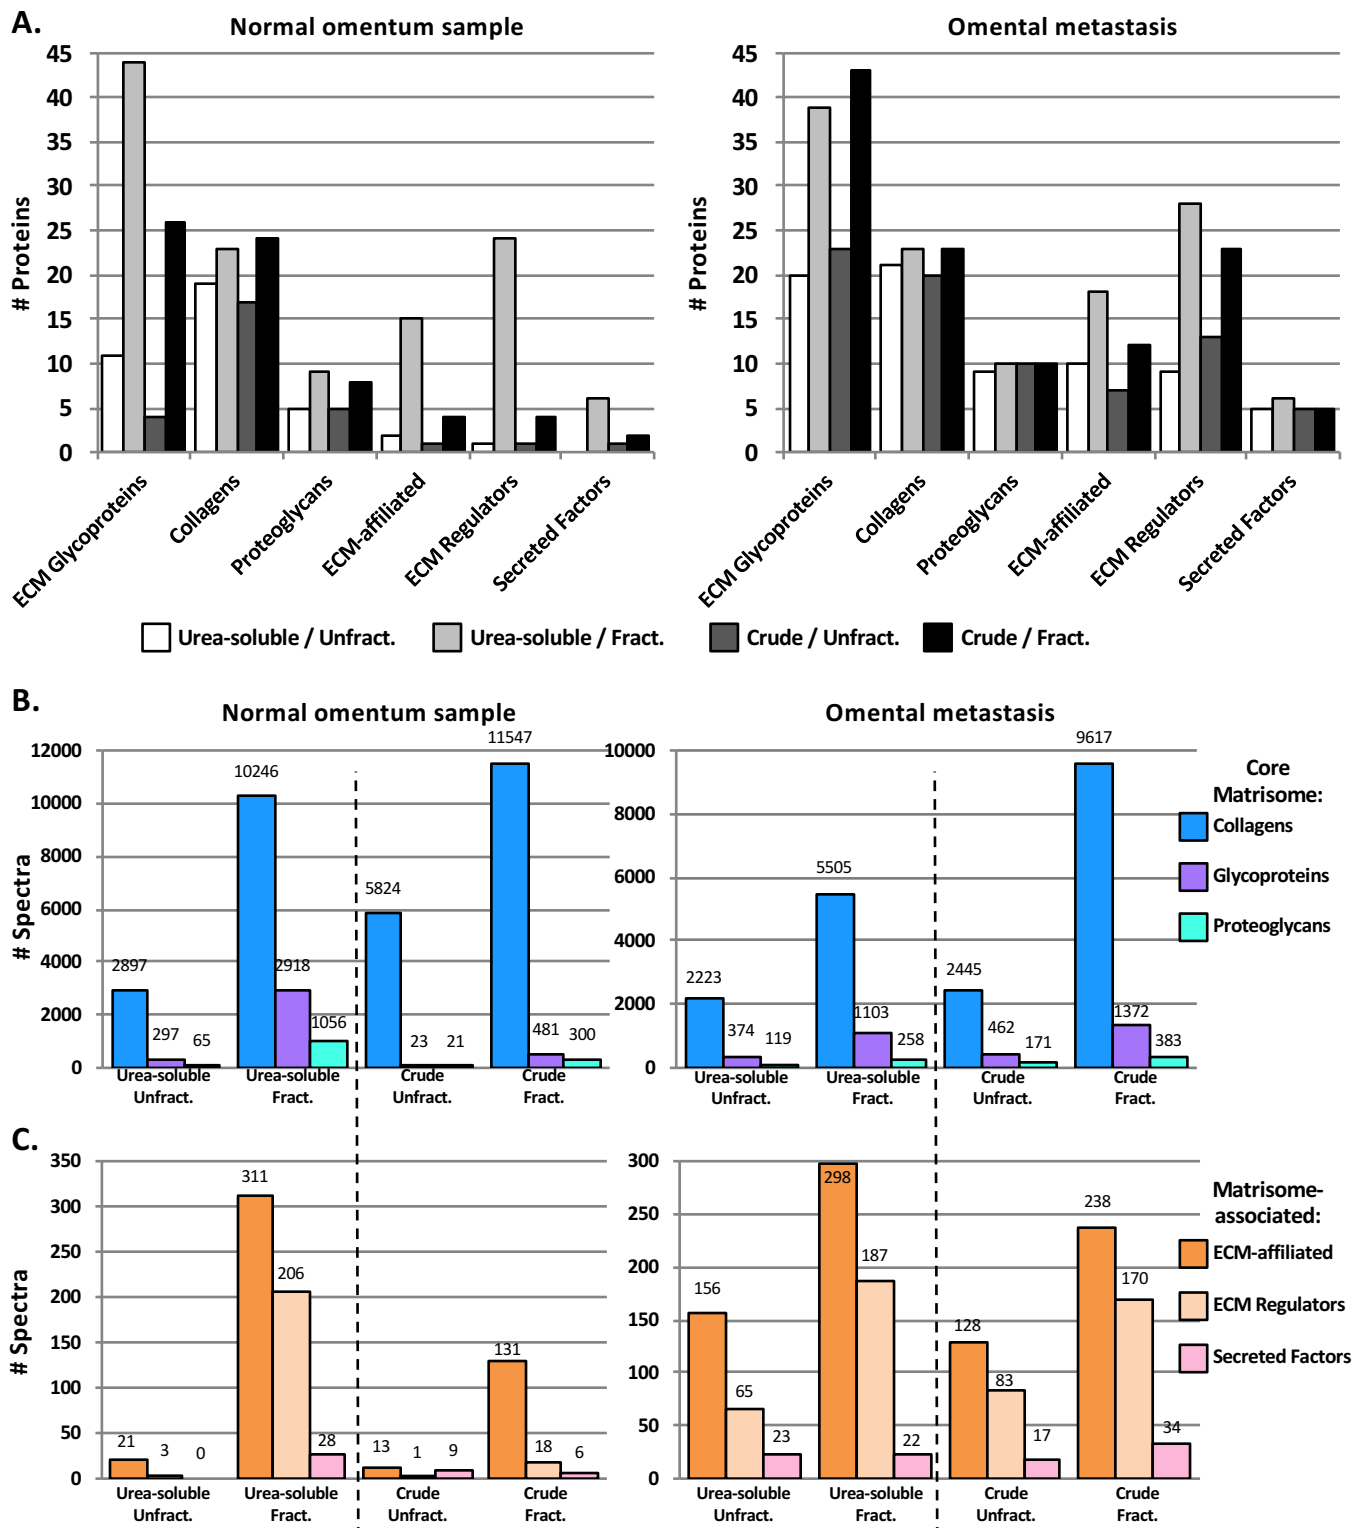 A.
Normal omentum sample
# Proteins
45
40
35
30
25
20
15
10
5
0
ECM Glycoproteins
Collagens
Proteoglycans
ECM-affiliated
ECM Regulators
Secreted Factors
Omental metastasis
# Proteins
45
40
35
30
25
20
15
10
5
0
ECM Glycoproteins
Collagens
Proteoglycans
ECM-affiliated
ECM Regulators
Secreted Factors
Urea-soluble / Unfract.
Urea-soluble / Fract.
Crude / Unfract.
Crude / Fract.
B.
Normal omentum sample
# Spectra
12000
10000
8000
6000
4000
2000
0
2897
297
65
10246
2918
1056
5824
23
21
11547
481
300
Urea-soluble
Unfract.
Urea-soluble
Fract.
Crude
Unfract.
Crude
Fract.
Omental metastasis
10000
8000
6000
4000
2000
0
2223
374
119
5505
1103
258
2445
462
171
9617
1372
383
Urea-soluble
Unfract.
Urea-soluble
Fract.
Crude
Unfract.
Crude
Fract.
Core
Matrisome:
Collagens
Glycoproteins
Proteoglycans
C.
# Spectra
350
300
250
200
150
100
50
0
21
3
0
311
206
28
13
1
9
131
18
6
Urea-soluble
Unfract.
Urea-soluble
Fract.
Crude
Unfract.
Crude
Fract.
300
250
200
150
100
50
0
156
65
23
298
187
22
128
83
17
238
170
34
Urea-soluble
Unfract.
Urea-soluble
Fract.
Crude
Unfract.
Crude
Fract.
Matrisome-
associated:
ECM-affiliated
ECM Regulators
Secreted Factors